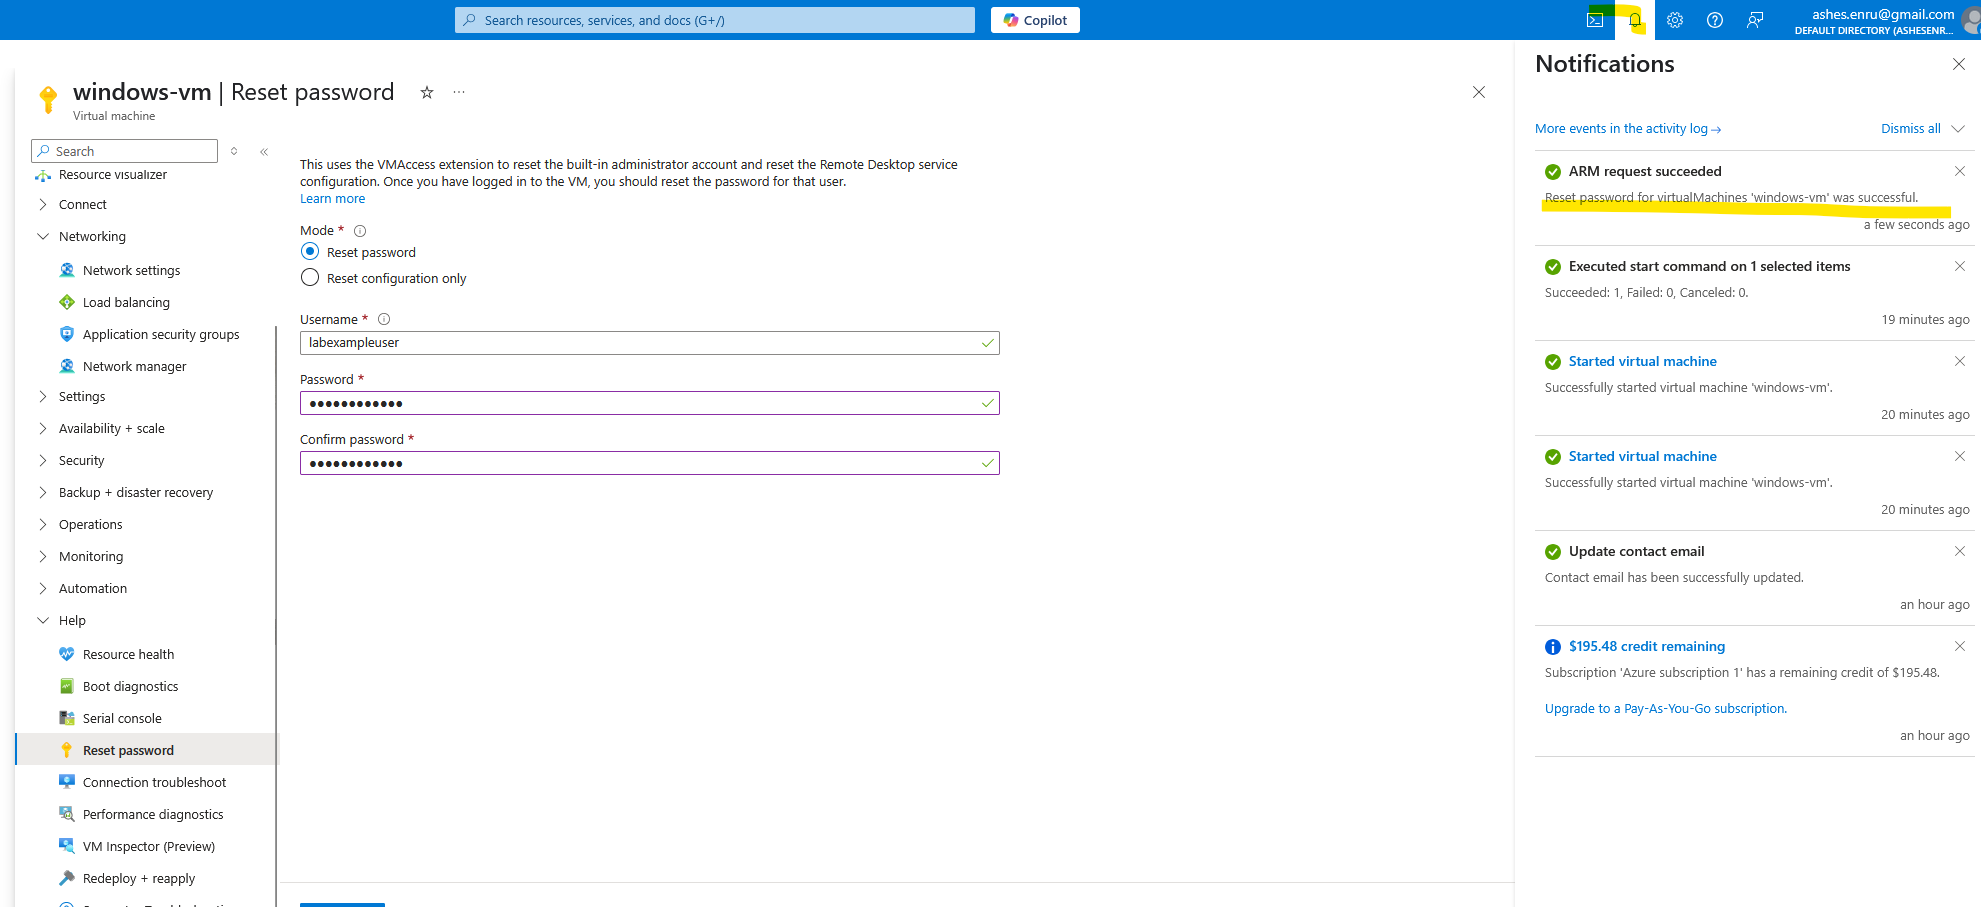 Search resources, services, and docs (G+/)
Copilot
ashes.enru@gmail.com
DEFAULT DIRECTORY (ASHESENR...
windows-vm | Reset password
Virtual machine
Search
Resource visualizer
Connect
Networking
Network settings
Load balancing
Application security groups
Network manager
Settings
Availability + scale
Security
Backup + disaster recovery
Operations
Monitoring
Automation
Help
Resource health
Boot diagnostics
Serial console
Reset password
Connection troubleshoot
Performance diagnostics
VM Inspector (Preview)
Redeploy + reapply
This uses the VMAccess extension to reset the built-in administrator account and reset the Remote Desktop service
configuration. Once you have logged in to the VM, you should reset the password for that user.
Learn more
Mode *
Reset password
Reset configuration only
Username *
labexampleuser
Password *
••••••••••••
Confirm password *
••••••••••••
Notifications
More events in the activity log →
Dismiss all
ARM request succeeded
Reset password for virtualMachines 'windows-vm' was successful.
a few seconds ago
Executed start command on 1 selected items
Succeeded: 1, Failed: 0, Canceled: 0.
19 minutes ago
Started virtual machine
Successfully started virtual machine 'windows-vm'.
20 minutes ago
Started virtual machine
Successfully started virtual machine 'windows-vm'.
20 minutes ago
Update contact email
Contact email has been successfully updated.
an hour ago
$195.48 credit remaining
Subscription 'Azure subscription 1' has a remaining credit of $195.48.
Upgrade to a Pay-As-You-Go subscription.
an hour ago